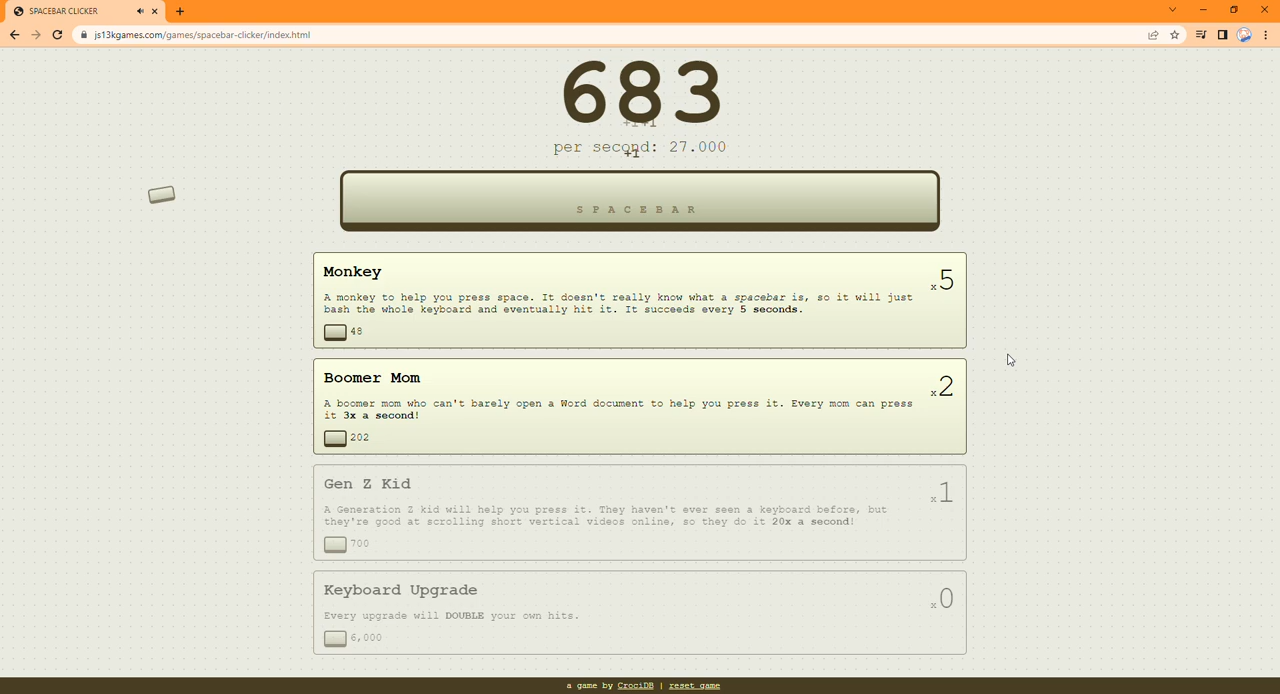 SPACEBAR CLICKER
js13kgames.com/games/spacebar-clicker/index.html
683
+1+1
per second: 27.000
+1
SPACEBAR
Monkey
x5
A monkey to help you press space. It doesn't really know what a spacebar is, so it will just
bash the whole keyboard and eventually hit it. It succeeds every 5 seconds.
48
Boomer Mom
x2
A boomer mom who can't barely open a Word document to help you press it. Every mom can press
it 3x a second!
202
Gen Z Kid
x1
A Generation Z kid will help you press it. They haven't ever seen a keyboard before, but
they're good at scrolling short vertical videos online, so they do it 20x a second!
700
Keyboard Upgrade
x0
Every upgrade will DOUBLE your own hits.
6,000
a game by CrociDB | reset game